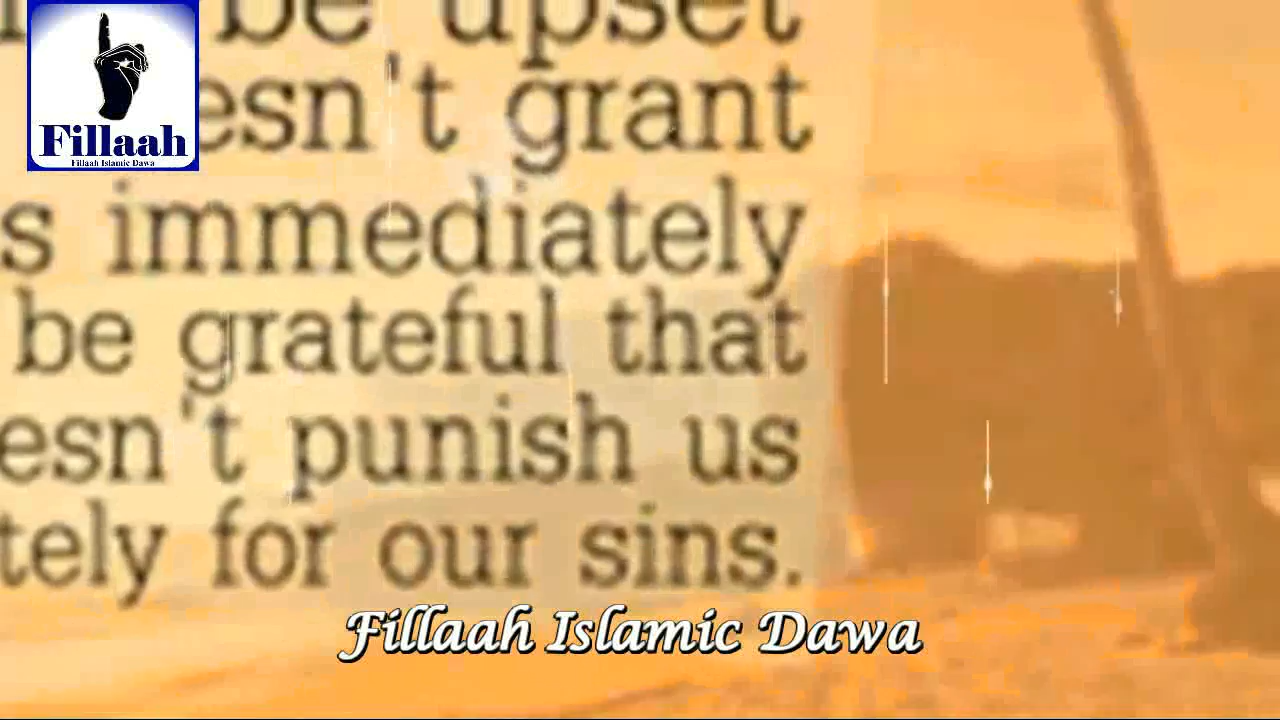 be upset
esn't grant
s immediately
be grateful that
esn't punish us
tely for our sins.
Fillaah
Fillaah Islamic Dawa
Fillaah Islamic Dawa